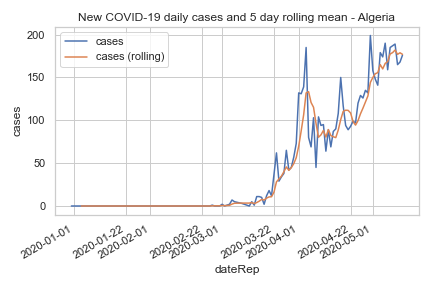 New COVID-19 daily cases and 5 day rolling mean - Algeria
cases
cases (rolling)
200
150
100
50
0
cases
2020-01-01
2020-01-22
2020-02-01
2020-02-22
2020-03-01
2020-03-22
2020-04-01
2020-04-22
2020-05-01
dateRep